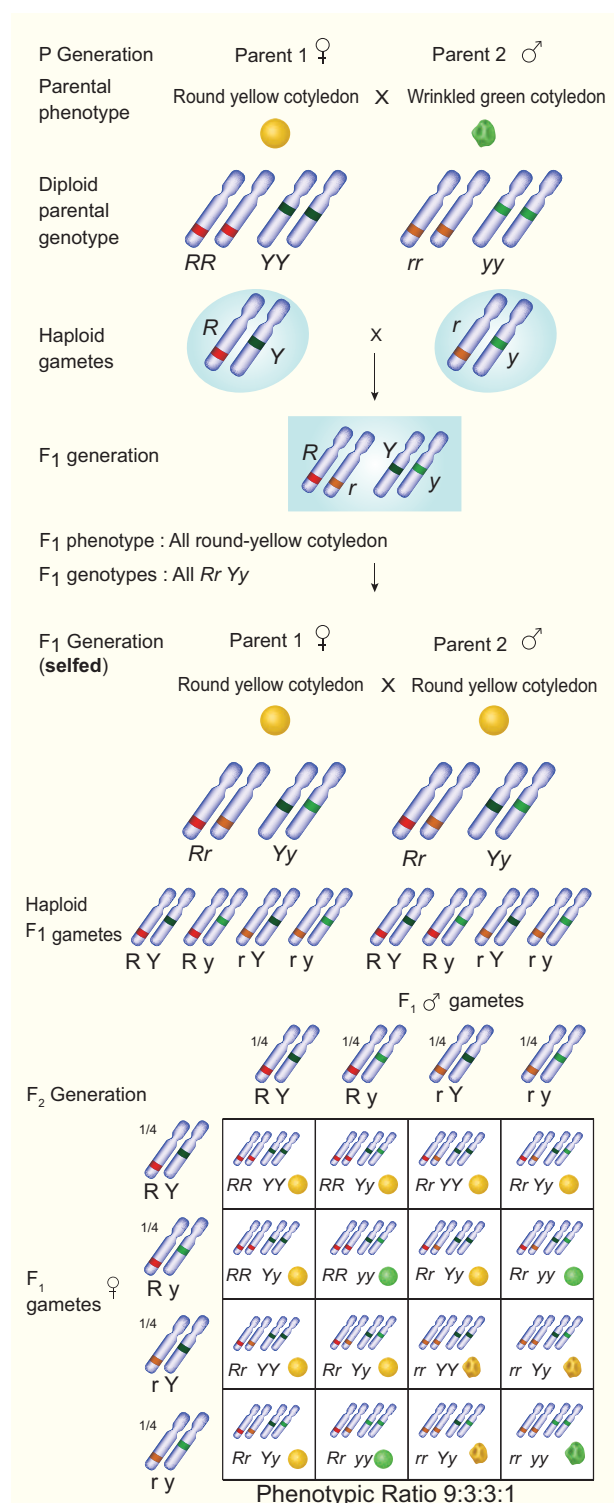 P Generation Parent 1 ♀ Parent 2 ♂
Parental
phenotype
Round yellow cotyledon X Wrinkled green cotyledon
Diploid
parental
genotype
RR YY rr yy
Haploid
gametes
R Y x r y
F1 generation
R r Y y
F1 phenotype : All round-yellow cotyledon
F1 genotypes : All Rr Yy
F1 Generation
(selfed)
Parent 1 ♀ Parent 2 ♂
Round yellow cotyledon X Round yellow cotyledon
Rr Yy Rr Yy
Haploid
F1 gametes
R Y R y r Y r y R Y R y r Y r y
F1 ♂ gametes
1/4 1/4 1/4 1/4
R Y R y r Y r y
F2 Generation
1/4
R Y
RR YY RR Yy Rr YY Rr Yy
1/4
R y
RR Yy RR yy Rr Yy Rr yy
F1
gametes ♀
1/4
r Y
Rr YY Rr Yy rr YY rr Yy
1/4
r y
Rr Yy Rr yy rr Yy rr yy
Phenotypic Ratio 9:3:3:1